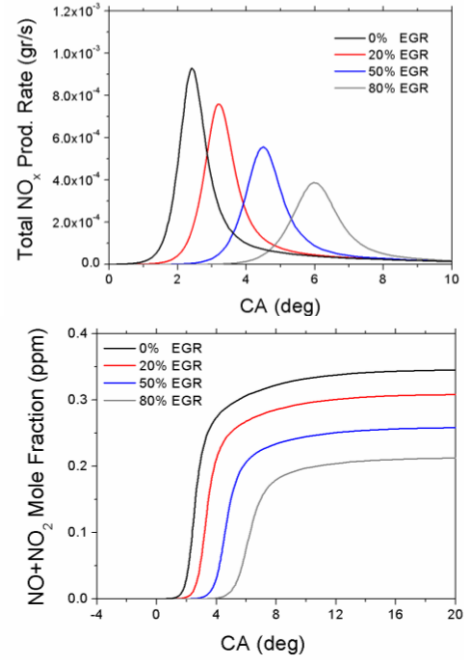 1.2x10⁻³
1.0x10⁻³
8.0x10⁻⁴
6.0x10⁻⁴
4.0x10⁻⁴
2.0x10⁻⁴
0.0
Total NOₓ Prod. Rate (gr/s)
0% EGR
20% EGR
50% EGR
80% EGR
0 2 4 6 8 10
CA (deg)
0.4
0.3
0.2
0.1
0.0
NO+NO₂ Mole Fraction (ppm)
0% EGR
20% EGR
50% EGR
80% EGR
-4 0 4 8 12 16 20
CA (deg)